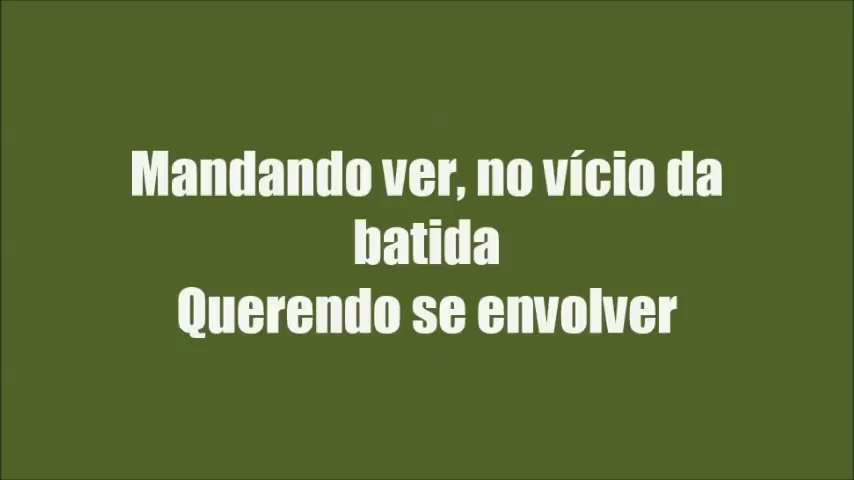 Mandando ver, no vício da
batida
Querendo se envolver